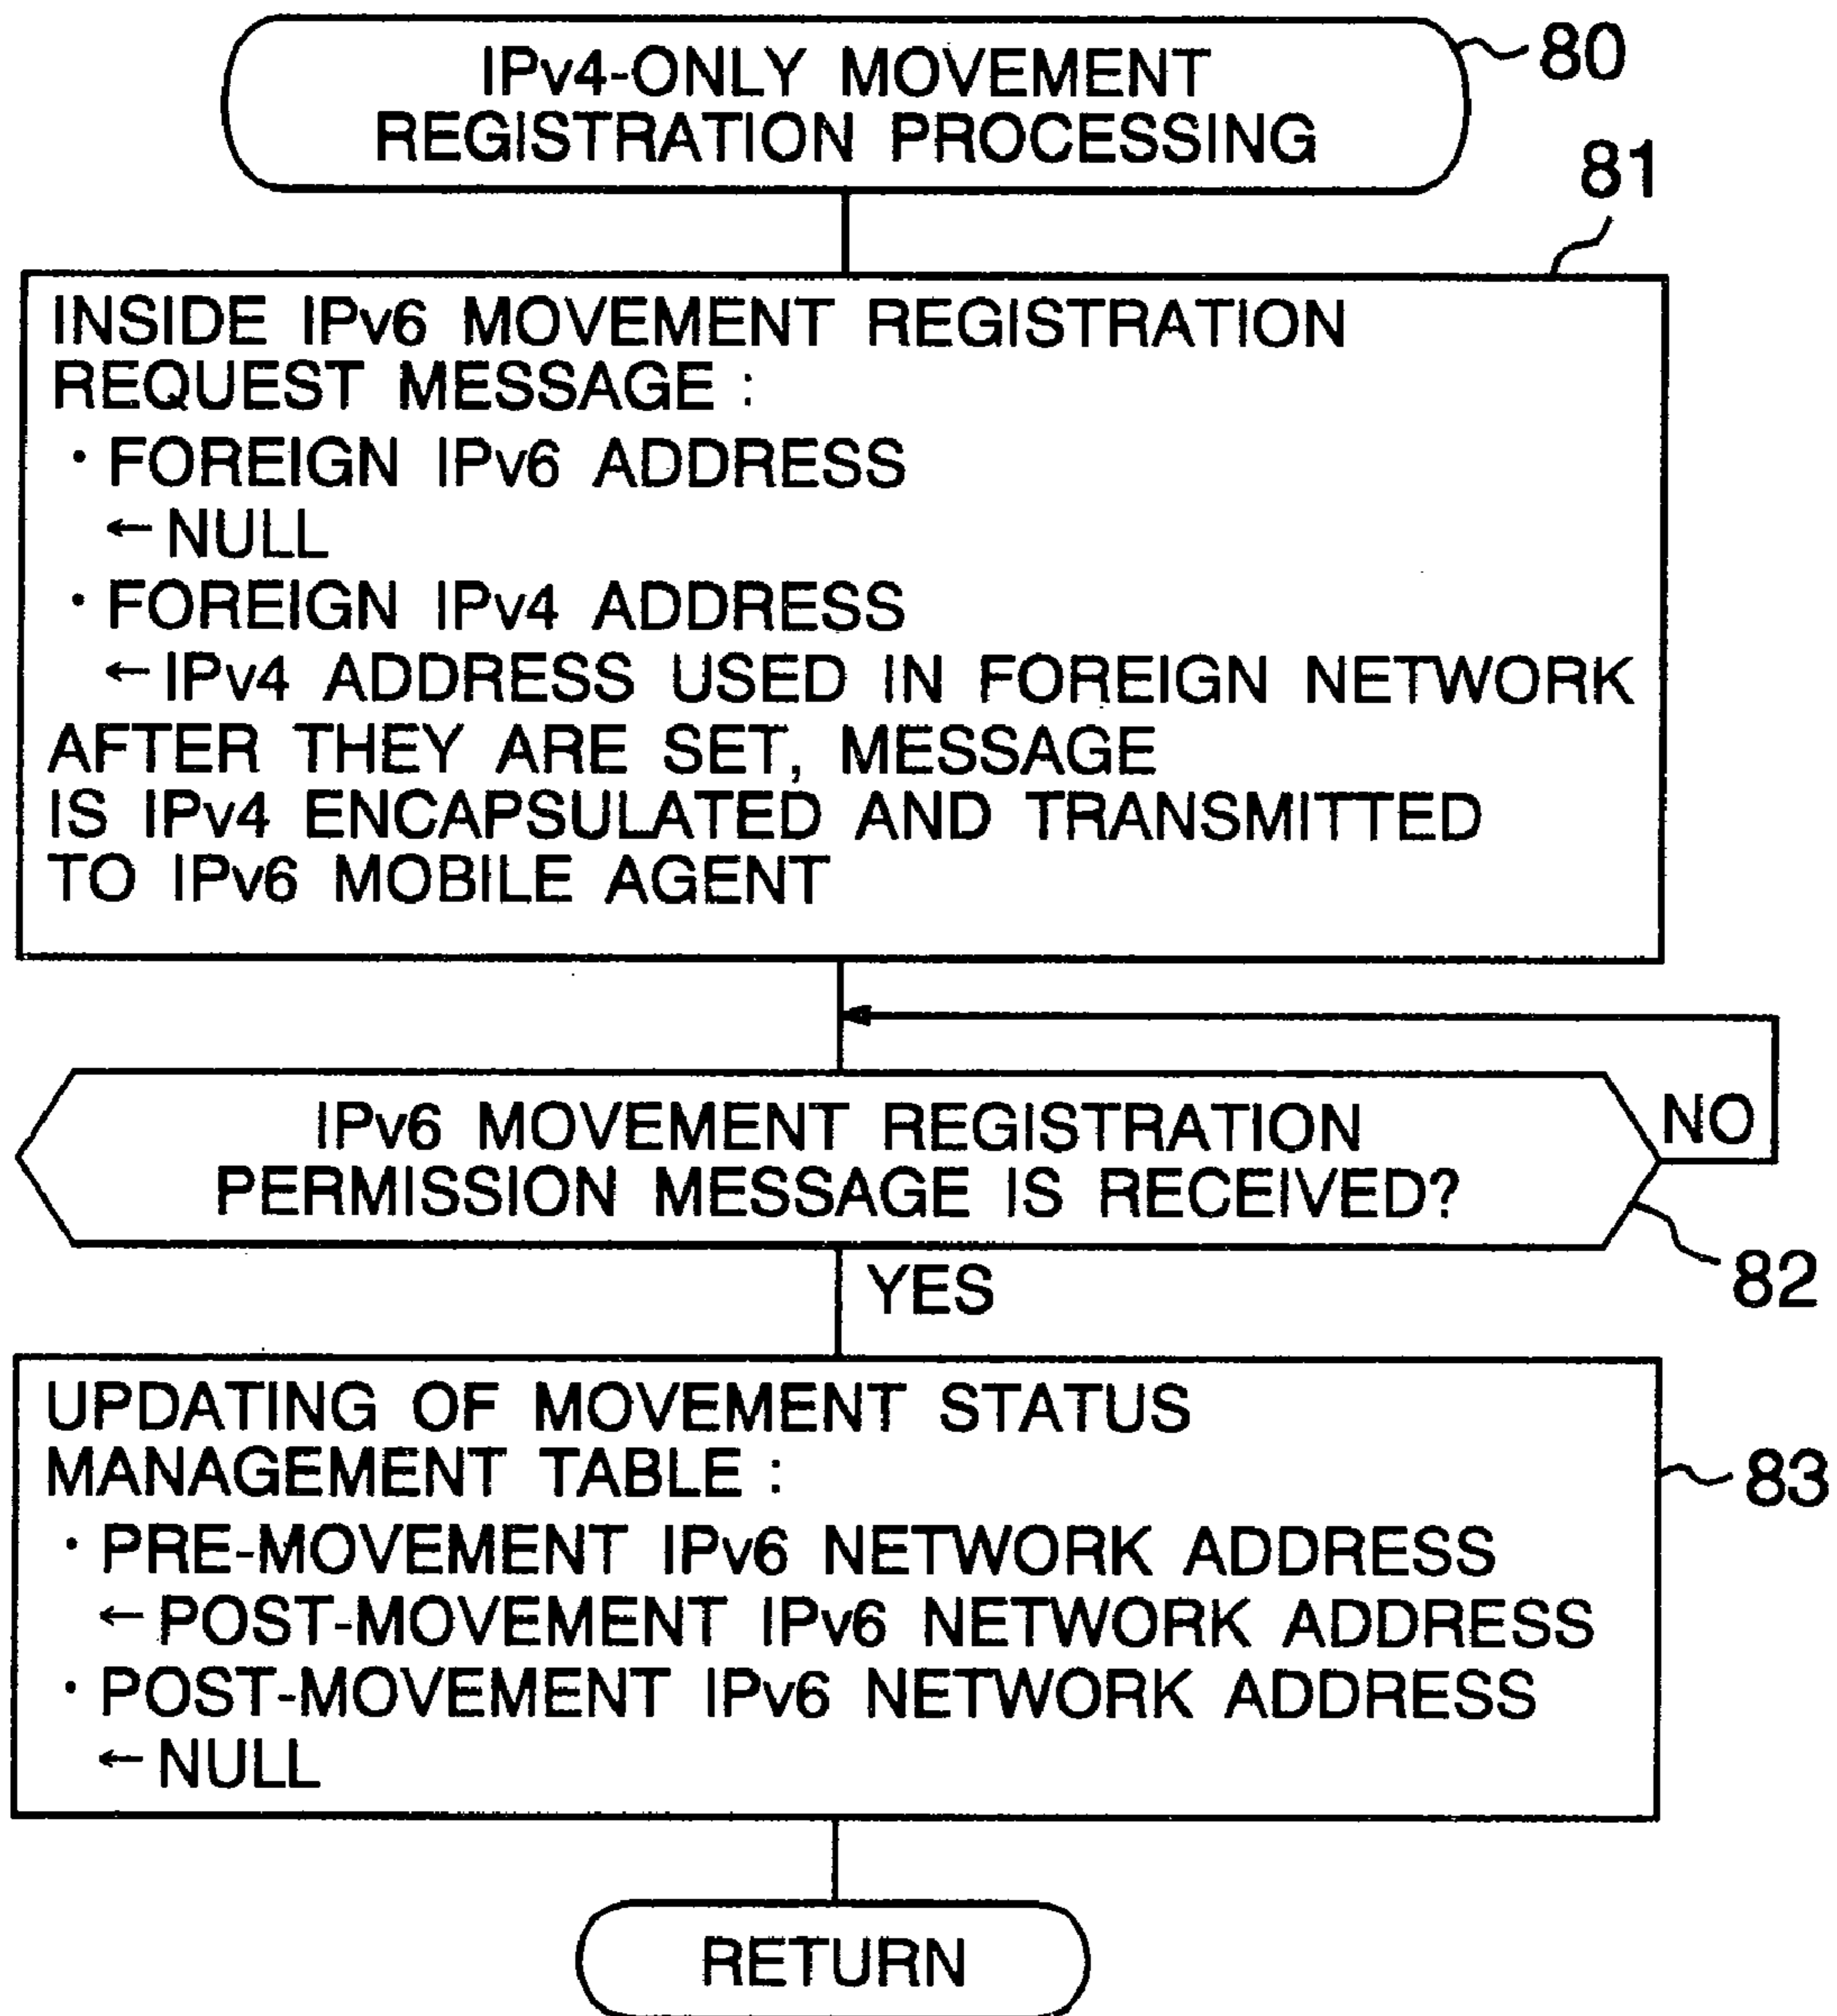 IPv4-ONLY MOVEMENT
REGISTRATION PROCESSING
80
81
INSIDE IPv6 MOVEMENT REGISTRATION
REQUEST MESSAGE :
・FOREIGN IPv6 ADDRESS
←NULL
・FOREIGN IPv4 ADDRESS
←IPv4 ADDRESS USED IN FOREIGN NETWORK
AFTER THEY ARE SET, MESSAGE
IS IPv4 ENCAPSULATED AND TRANSMITTED
TO IPv6 MOBILE AGENT
IPv6 MOVEMENT REGISTRATION
PERMISSION MESSAGE IS RECEIVED?
NO
82
YES
UPDATING OF MOVEMENT STATUS
MANAGEMENT TABLE :
・PRE-MOVEMENT IPv6 NETWORK ADDRESS
←POST-MOVEMENT IPv6 NETWORK ADDRESS
・POST-MOVEMENT IPv6 NETWORK ADDRESS
←NULL
83
RETURN